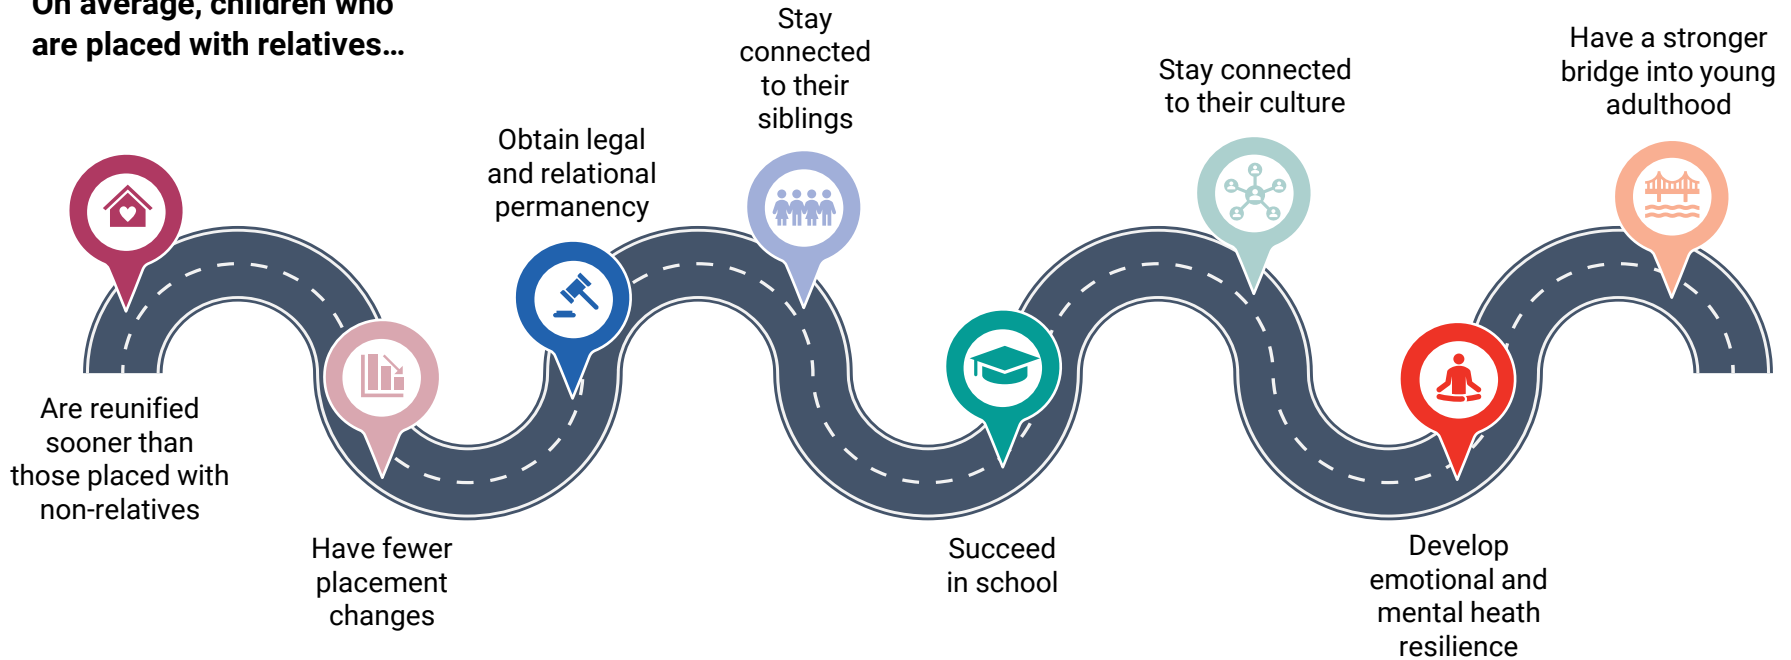 On average, children who
are placed with relatives...
Are reunified
sooner than
those placed with
non-relatives
Have fewer
placement
changes
Obtain legal
and relational
permanency
Stay
connected
to their
siblings
Succeed
in school
Stay connected
to their culture
Develop
emotional and
mental heath
resilience
Have a stronger
bridge into young
adulthood